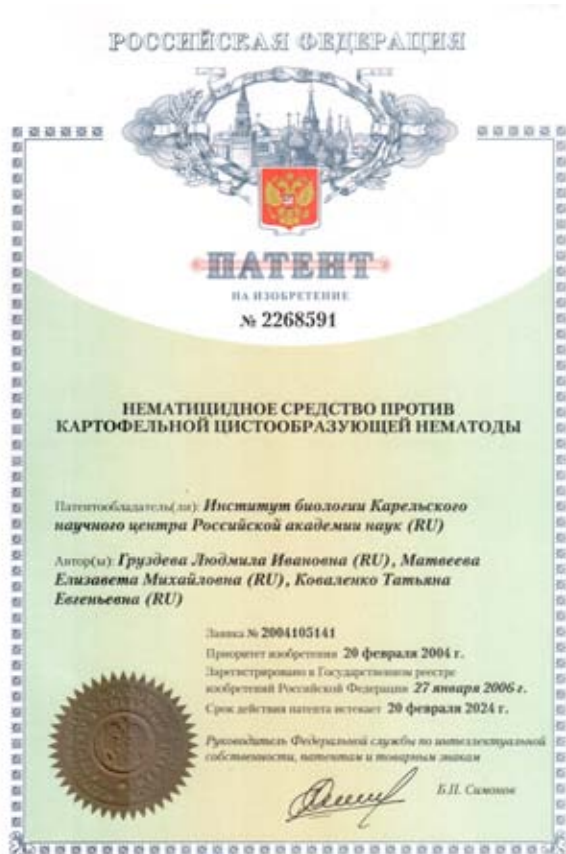 РОССИЙСКАЯ ФЕДЕРАЦИЯ
ПАТЕНТ
НА ИЗОБРЕТЕНИЕ
№ 2268591
НЕМАТИЦИДНОЕ СРЕДСТВО ПРОТИВ
КАРТОФЕЛЬНОЙ ЦИСТООБРАЗУЮЩЕЙ НЕМАТОДЫ
Патентообладатель(ли): Институт биологии Карельского
научного центра Российской академии наук (RU)
Автор(ы): Груздева Людмила Ивановна (RU), Матвеева
Елизавета Михайловна (RU), Коваленко Татьяна
Евгеньевна (RU)
Заявка № 2004105141
Приоритет изобретения 20 февраля 2004 г.
Зарегистрировано в Государственном реестре
изобретений Российской Федерации 27 января 2006 г.
Срок действия патента истекает 20 февраля 2024 г.
Руководитель Федеральной службы по интеллектуальной
собственности, патентам и товарным знакам
Б.П. Симонов